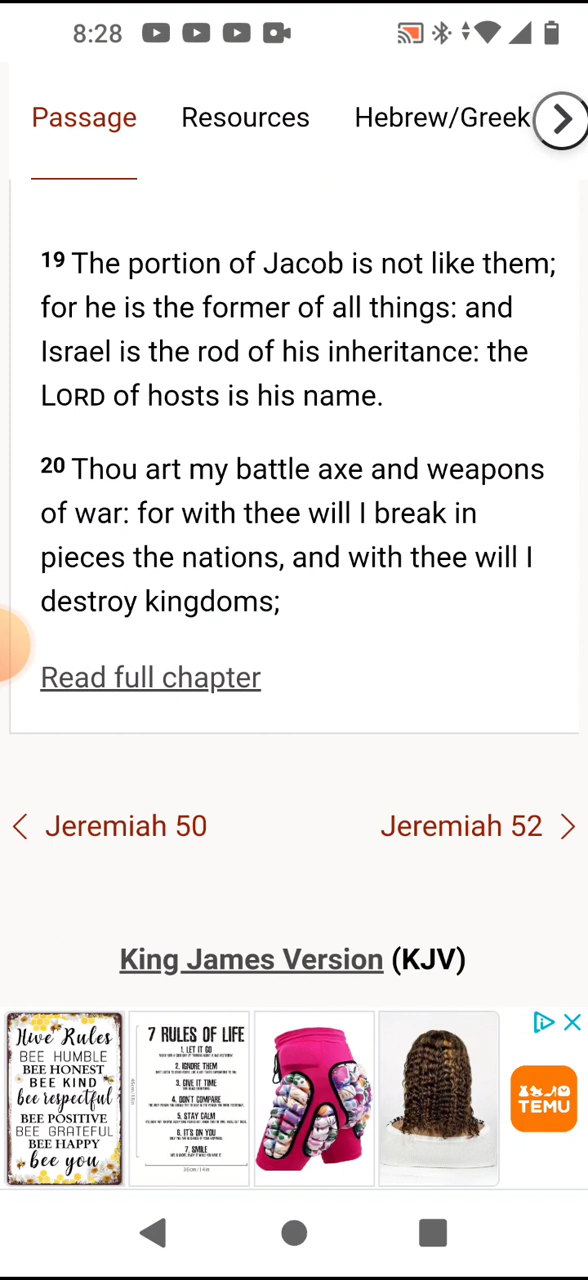 8:28
Passage Resources Hebrew/Greek
19 The portion of Jacob is not like them;
for he is the former of all things: and
Israel is the rod of his inheritance: the
LORD of hosts is his name.
20 Thou art my battle axe and weapons
of war: for with thee will I break in
pieces the nations, and with thee will I
destroy kingdoms;
Read full chapter
Jeremiah 50 Jeremiah 52
King James Version (KJV)
Hive Rules
BEE HUMBLE
BEE HONEST
BEE KIND
bee respectful
BEE POSITIVE
BEE GRATEFUL
BEE HAPPY
bee you
7 RULES OF LIFE
1. LET IT GO
2. IGNORE THEM
3. GIVE IT TIME
4. DON'T COMPARE
5. STAY CALM
6. IT'S ON YOU
7. SMILE
TEMU